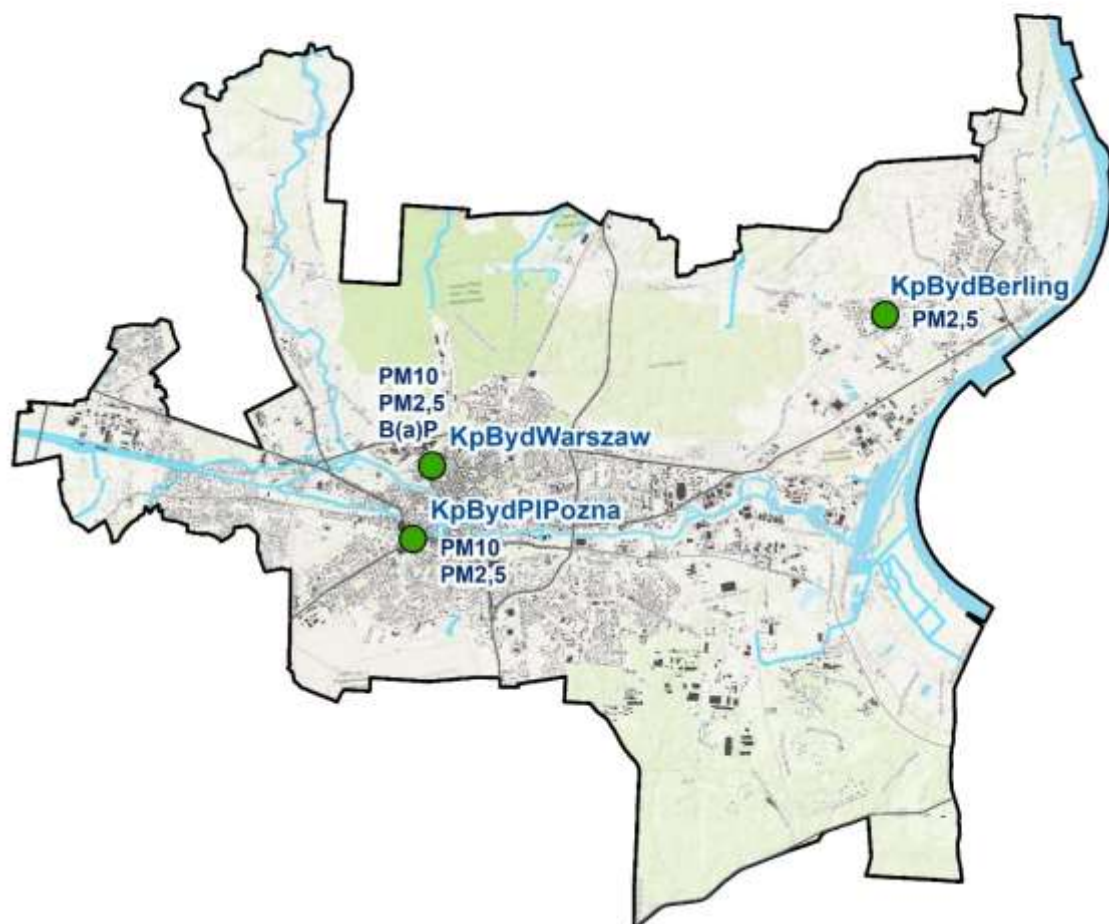 KpBydBerling
PM2,5
PM10
PM2,5
B(a)P
KpBydWarszaw
KpBydPlPozna
PM10
PM2,5